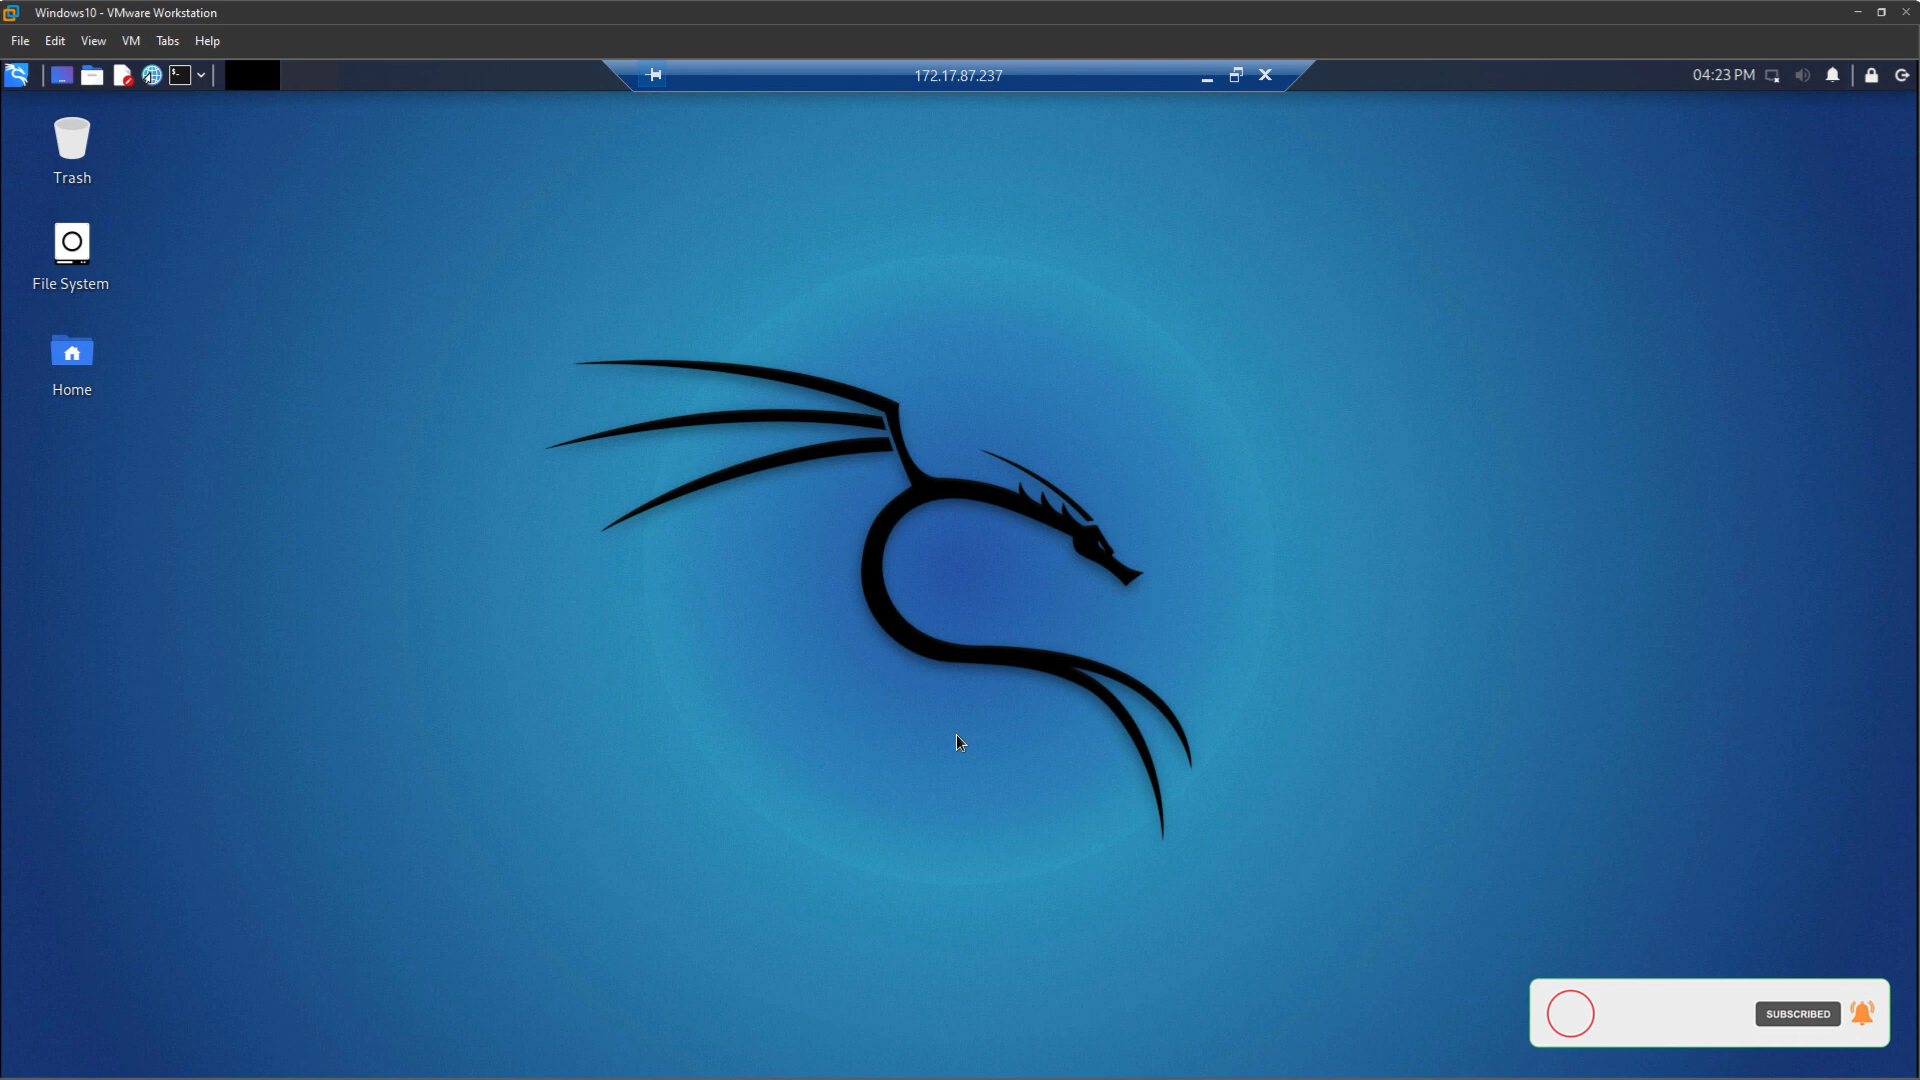 Windows10 - VMware Workstation
File Edit View VM Tabs Help
172.17.87.237
04:23 PM
Trash
File System
Home
SUBSCRIBED